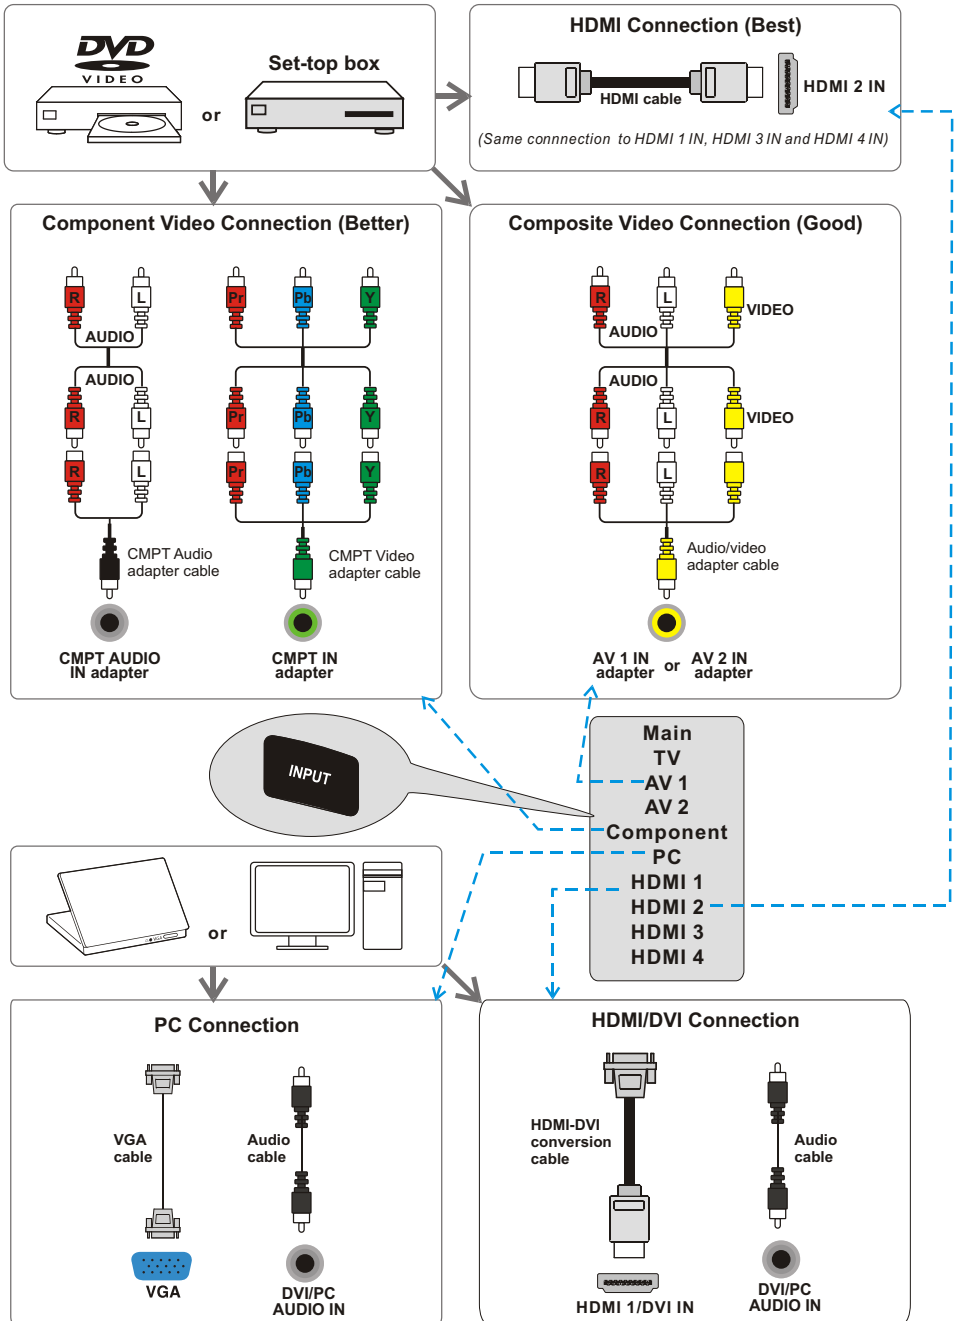 DVD
VIDEO
or
Set-top box
HDMI Connection (Best)
HDMI cable
HDMI 2 IN
(Same connnection to HDMI 1 IN, HDMI 3 IN and HDMI 4 IN)
Component Video Connection (Better)
R L Pr Pb Y
AUDIO
AUDIO
R L Pr Pb Y
R L Pr Pb Y
CMPT Audio
adapter cable
CMPT Video
adapter cable
CMPT AUDIO
IN adapter
CMPT IN
adapter
Composite Video Connection (Good)
R L VIDEO
AUDIO
AUDIO
R L VIDEO
R L
Audio/video
adapter cable
AV 1 IN
adapter
or
AV 2 IN
adapter
INPUT
Main
TV
AV 1
AV 2
Component
PC
HDMI 1
HDMI 2
HDMI 3
HDMI 4
or
PC Connection
VGA
cable
Audio
cable
VGA
DVI/PC
AUDIO IN
HDMI/DVI Connection
HDMI-DVI
conversion
cable
Audio
cable
HDMI 1/DVI IN
DVI/PC
AUDIO IN